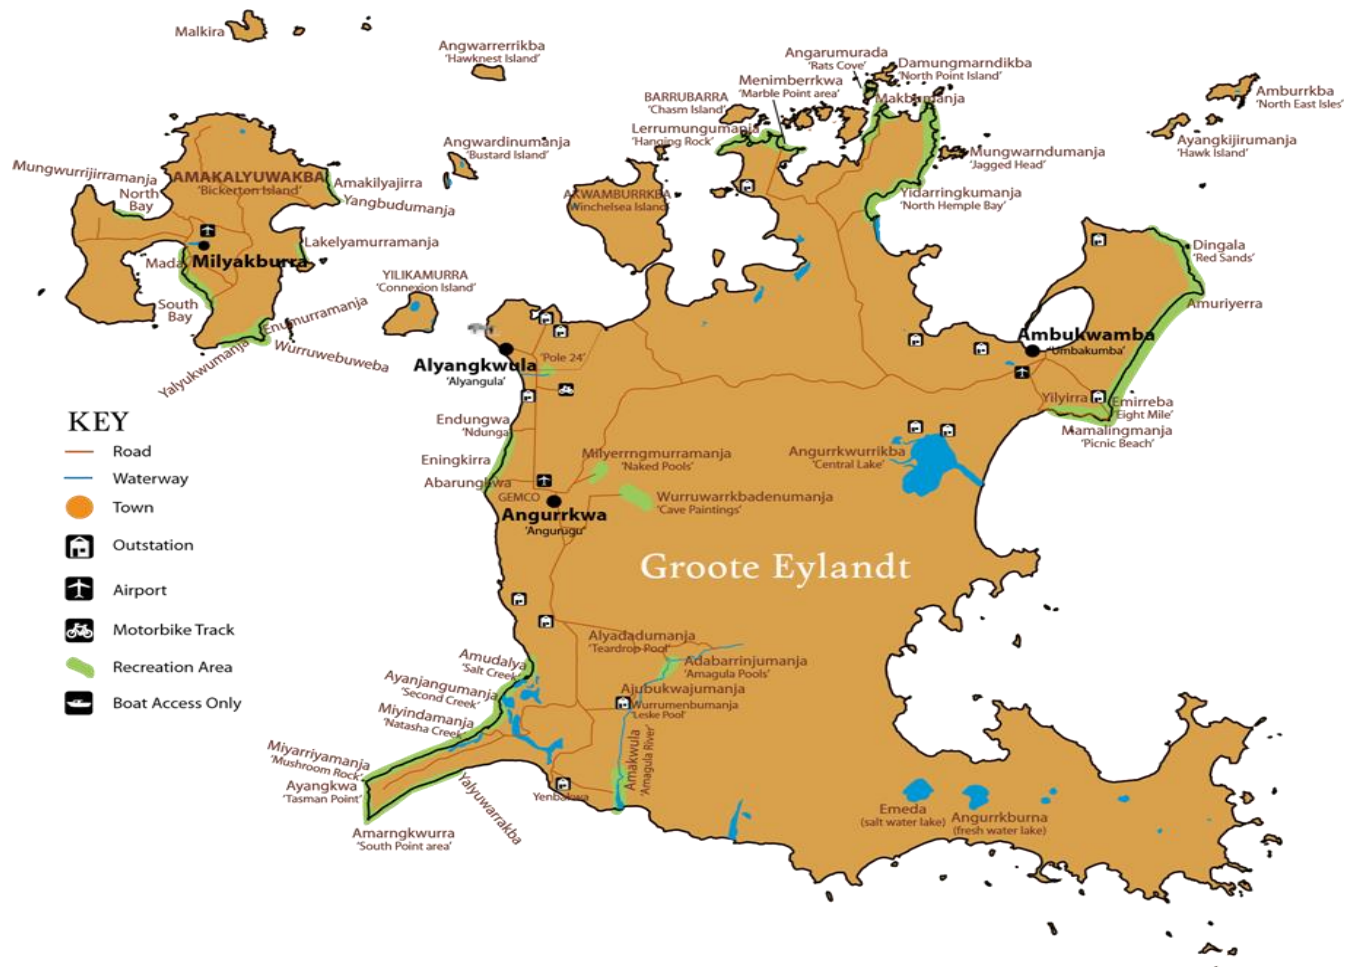 Malkira
Angwarrerrikba
'Hawknest Island'
Angarumurada
'Rats Cove'
Damungmarndikba
'North Point Island'
Menimberrkwa
'Marble Point area'
Makbumanja
Amburrkba
'North East Isles'
BARRUBARRA
'Chasm Island'
Lerrumungumanja
'Hanging Rock'
Angwardinumanja
'Bustard Island'
Ayangkijirumanja
'Hawk Island'
Mungwarndumanja
'Jagged Head'
Mungwurrijirramanja
North
Bay
AMAKALYUWAKBA
'Bickerton Island'
Amakilyajirra
Yangbudumanja
AKWAMBURRKBA
'Winchelsea Island'
Yidarringkumanja
'North Hemple Bay'
Lakelyamurramanja
Mada
Milyakburra
Dingala
'Red Sands'
YILIKAMURRA
'Connexion Island'
South
Bay
Enumurramanja
Amuriyerra
Wurruwebuweba
Yalyukwumanja
Ambukwamba
'Umbakumba'
Alyangkwula
'Alyangula'
'Pole 24'
Yilyirra
Emirreba
'Eight Mile'
Mamalingmanja
'Picnic Beach'
KEY
Road
Waterway
Town
Outstation
Airport
Motorbike Track
Recreation Area
Boat Access Only
Endungwa
'Ndunga'
Eningkirra
Abarungkwa
GEMCO
Milyerrngmurramanja
'Naked Pools'
Angurrkwurrikba
'Central Lake'
Wurruwarrkbadenumanja
'Cave Paintings'
Angurrkwa
'Angurugu'
Groote Eylandt
Alyadadumanja
'Teardrop Pool'
Adabarrinjumanja
'Amagula Pools'
Amudalya
'Salt Creek'
Ayanjangumanja
'Second Creek'
Ajubukwajumanja
Wurrumenbumanja
'Leske Pool'
Miyindamanja
'Natasha Creek'
Amakwula
'Amagula River'
Miyarriyamanja
'Mushroom Rock'
Ayangkwa
'Tasman Point'
Yalyuwarrakba
Yenbakwa
Amarngkwurra
'South Point area'
Emeda
(salt water lake)
Angurrkburna
(fresh water lake)